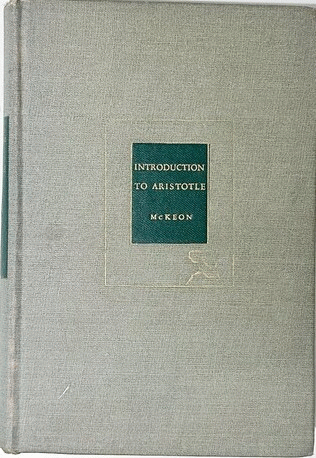 INTRODUCTION
TO ARISTOTLE
McKEON